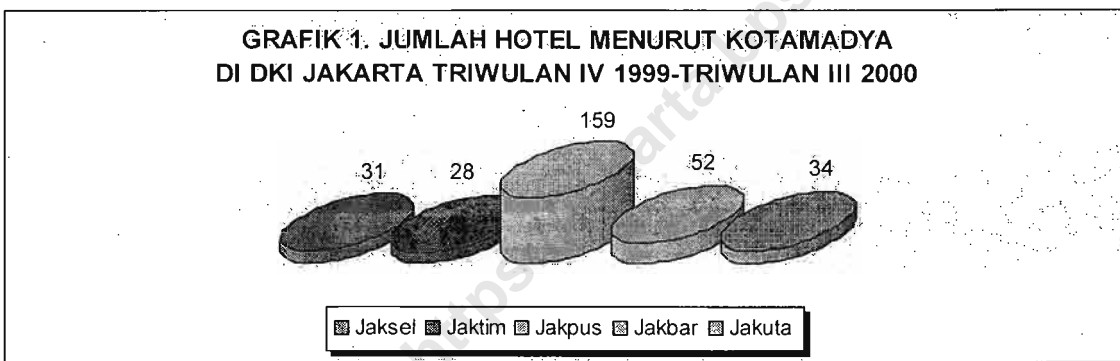 GRAFIK 1. JUMLAH HOTEL MENURUT KOTAMADYA
DI DKI JAKARTA TRIWULAN IV 1999-TRIWULAN III 2000
159
31 28 52 34
Jaksel Jaktim Jakpus Jakbar Jakuta